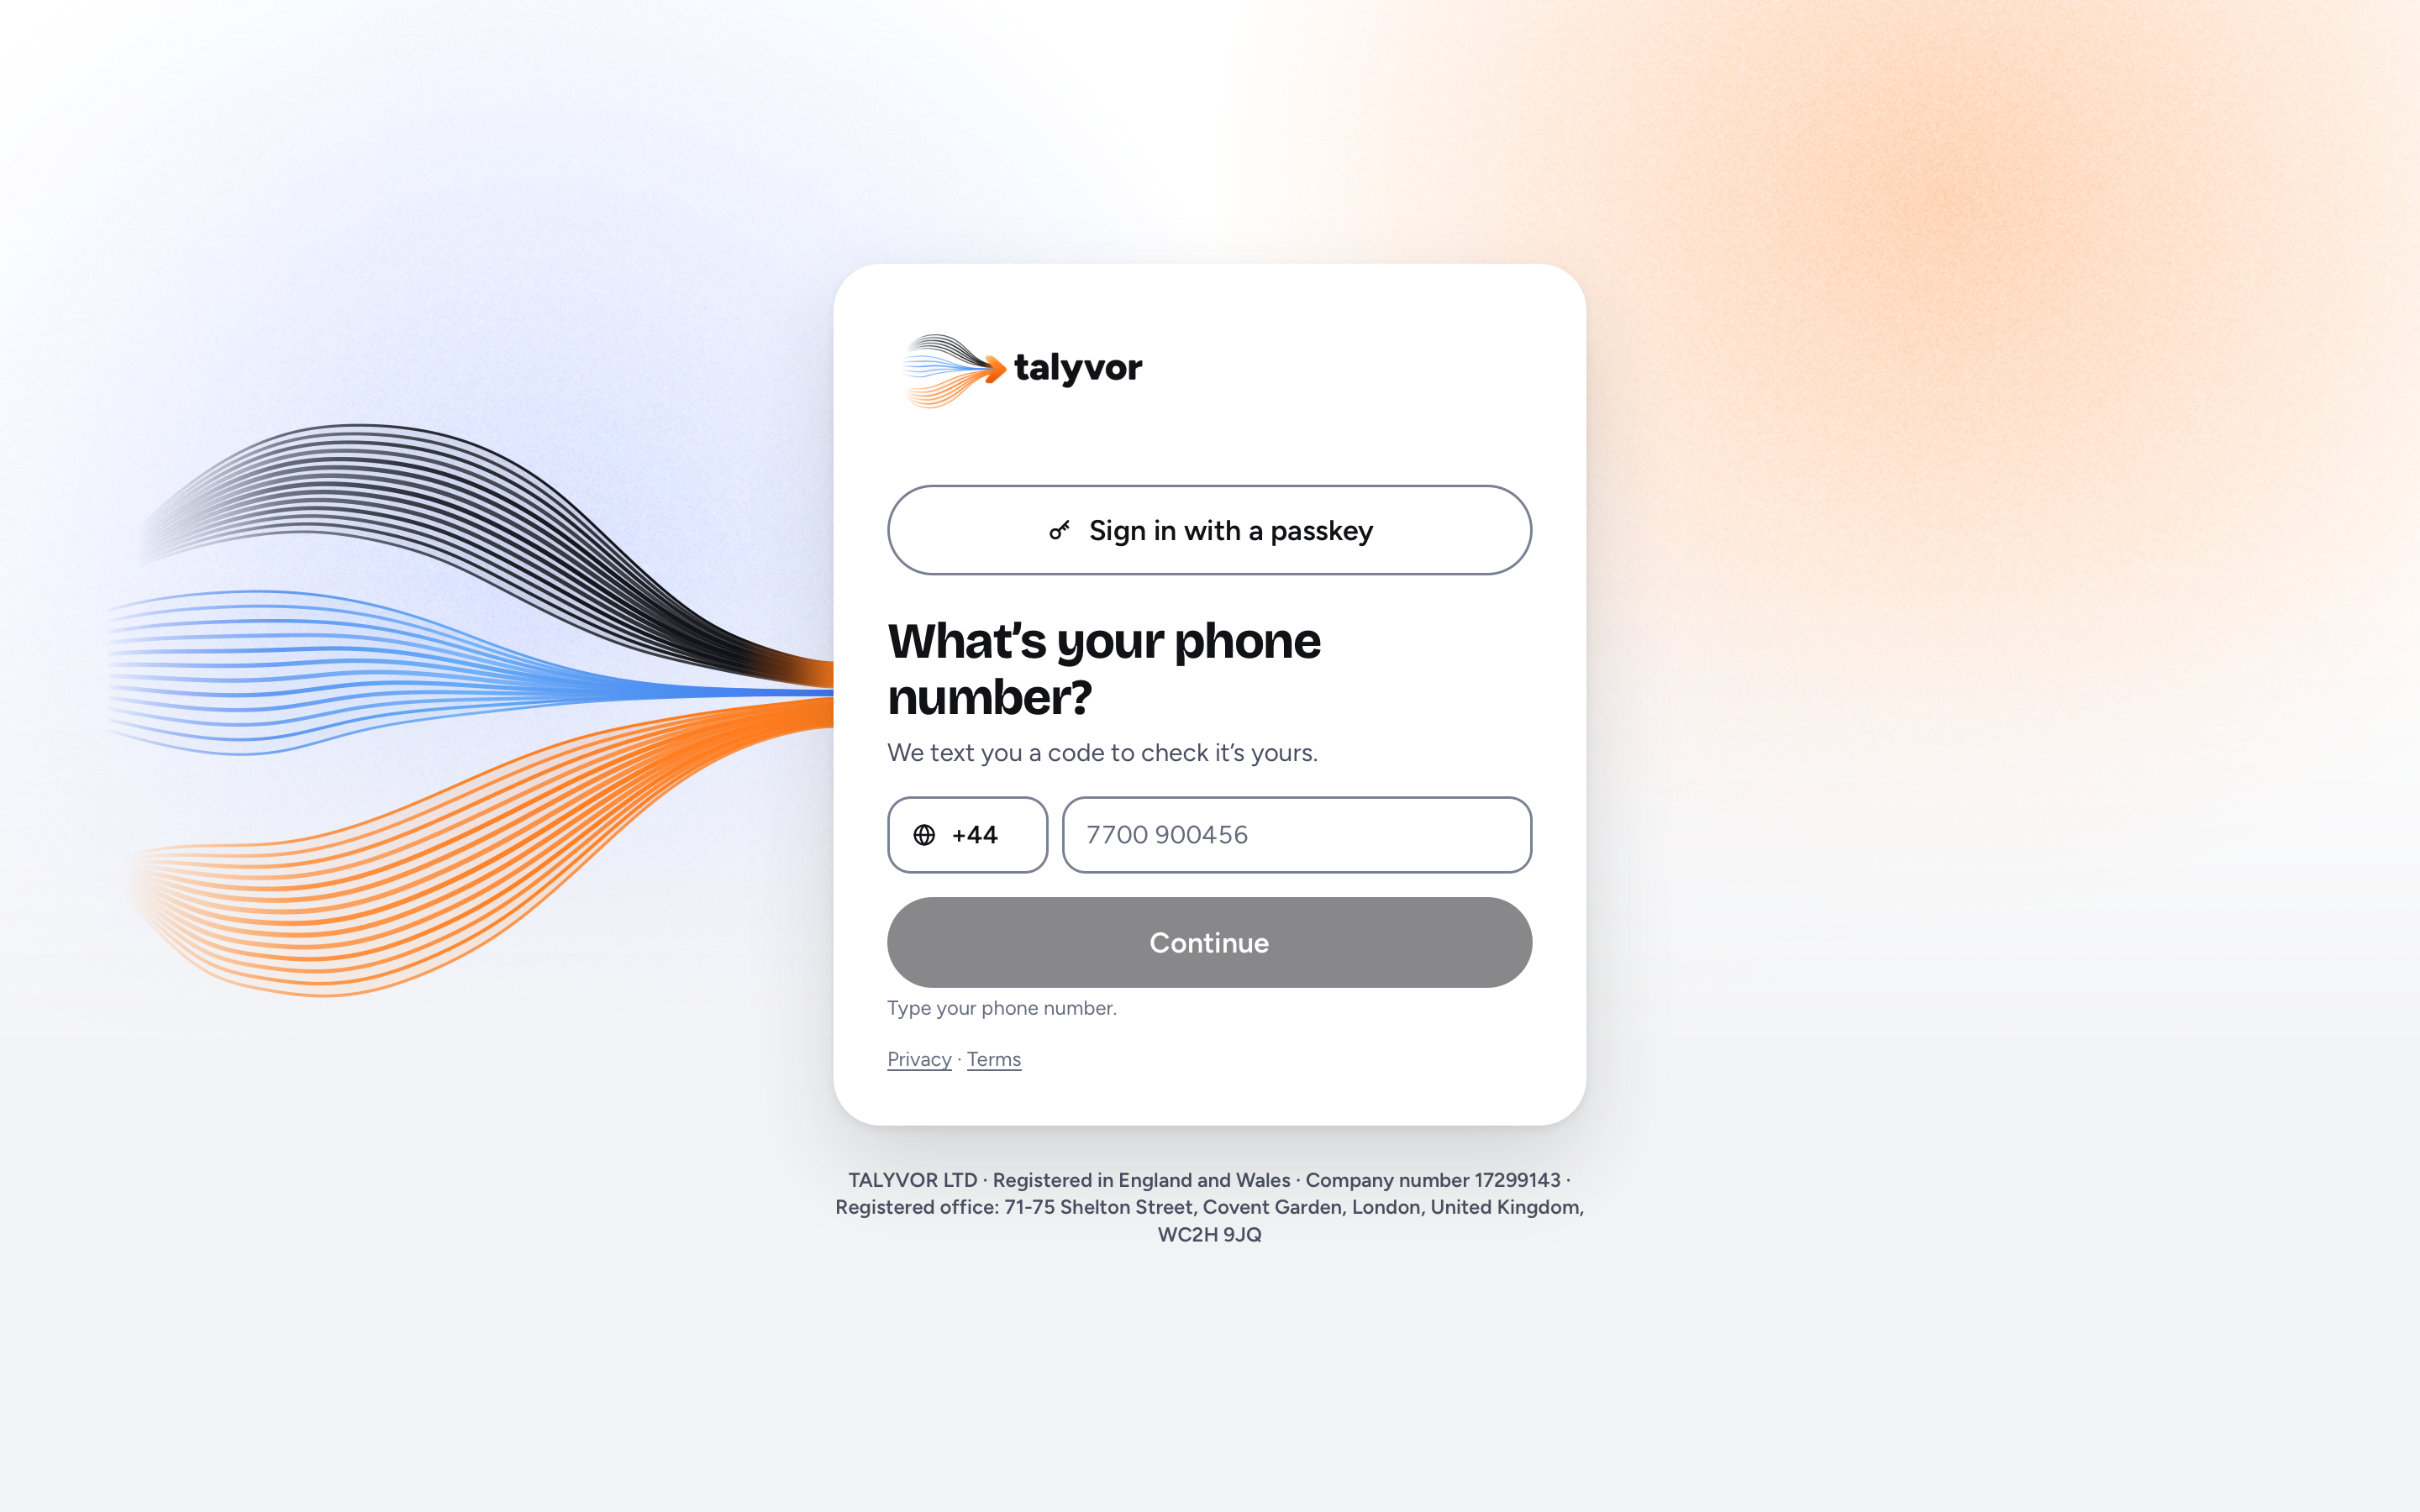 talyvor
Sign in with a passkey
What’s your phone
number?
We text you a code to check it’s yours.
+44
7700 900456
Continue
Type your phone number.
Privacy · Terms
TALYVOR LTD · Registered in England and Wales · Company number 17299143 ·
Registered office: 71-75 Shelton Street, Covent Garden, London, United Kingdom,
WC2H 9JQ